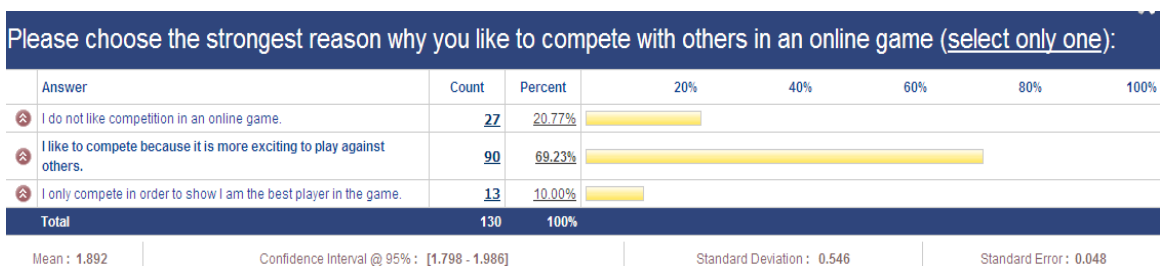 Please choose the strongest reason why you like to compete with others in an online game (select only one):
Answer Count Percent 20% 40% 60% 80% 100%
I do not like competition in an online game. 27 20.77%
I like to compete because it is more exciting to play against
others. 90 69.23%
I only compete in order to show I am the best player in the game. 13 10.00%
Total 130 100%
Mean : 1.892 Confidence Interval @ 95% : [1.798 - 1.986] Standard Deviation : 0.546 Standard Error : 0.048